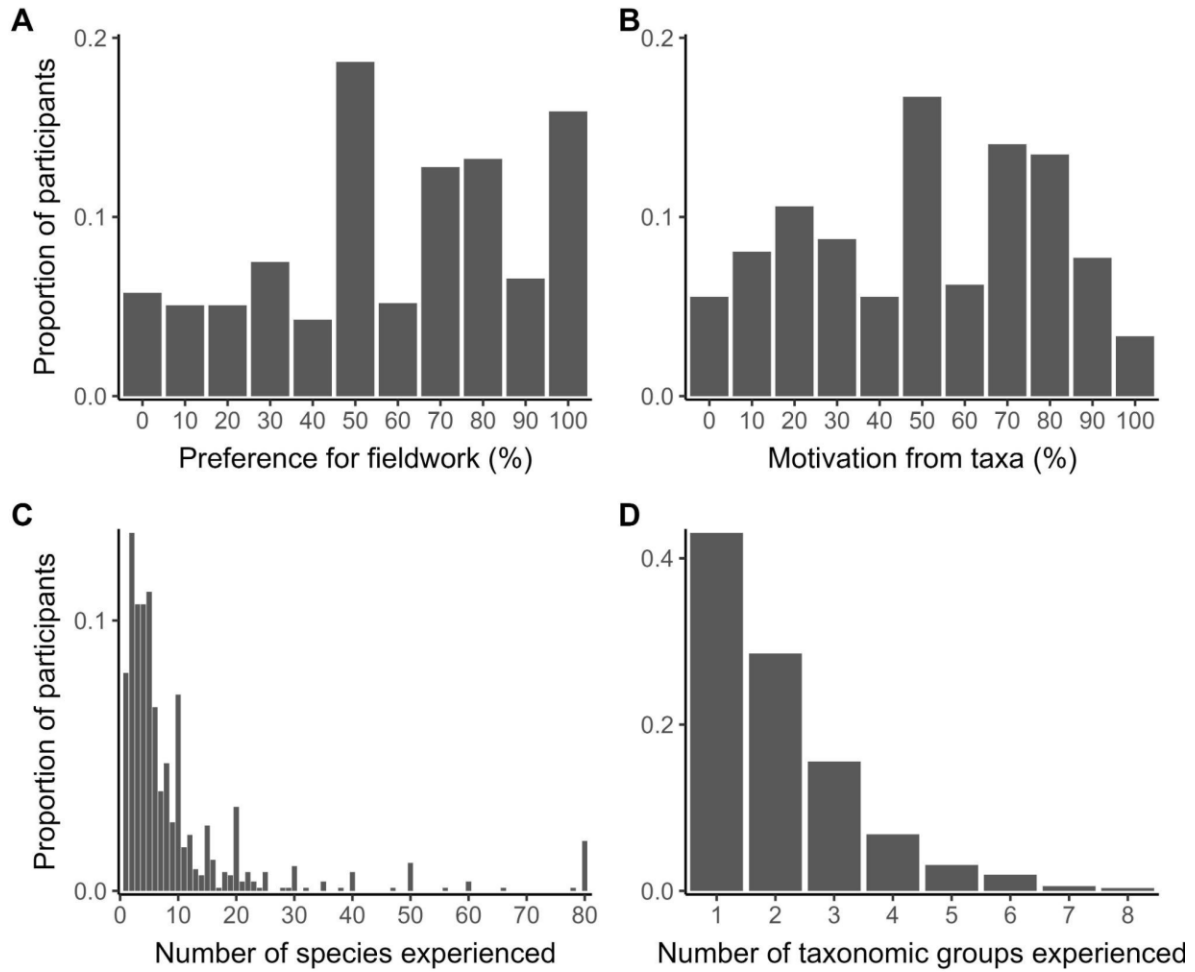 A
B
0.2
0.1
0.0
Proportion of participants
0 10 20 30 40 50 60 70 80 90 100
Preference for fieldwork (%)
0.2
0.1
0.0
0 10 20 30 40 50 60 70 80 90 100
Motivation from taxa (%)
C
D
0.1
0.0
Proportion of participants
0 10 20 30 40 50 60 70 80
Number of species experienced
0.4
0.2
0.0
1 2 3 4 5 6 7 8
Number of taxonomic groups experienced